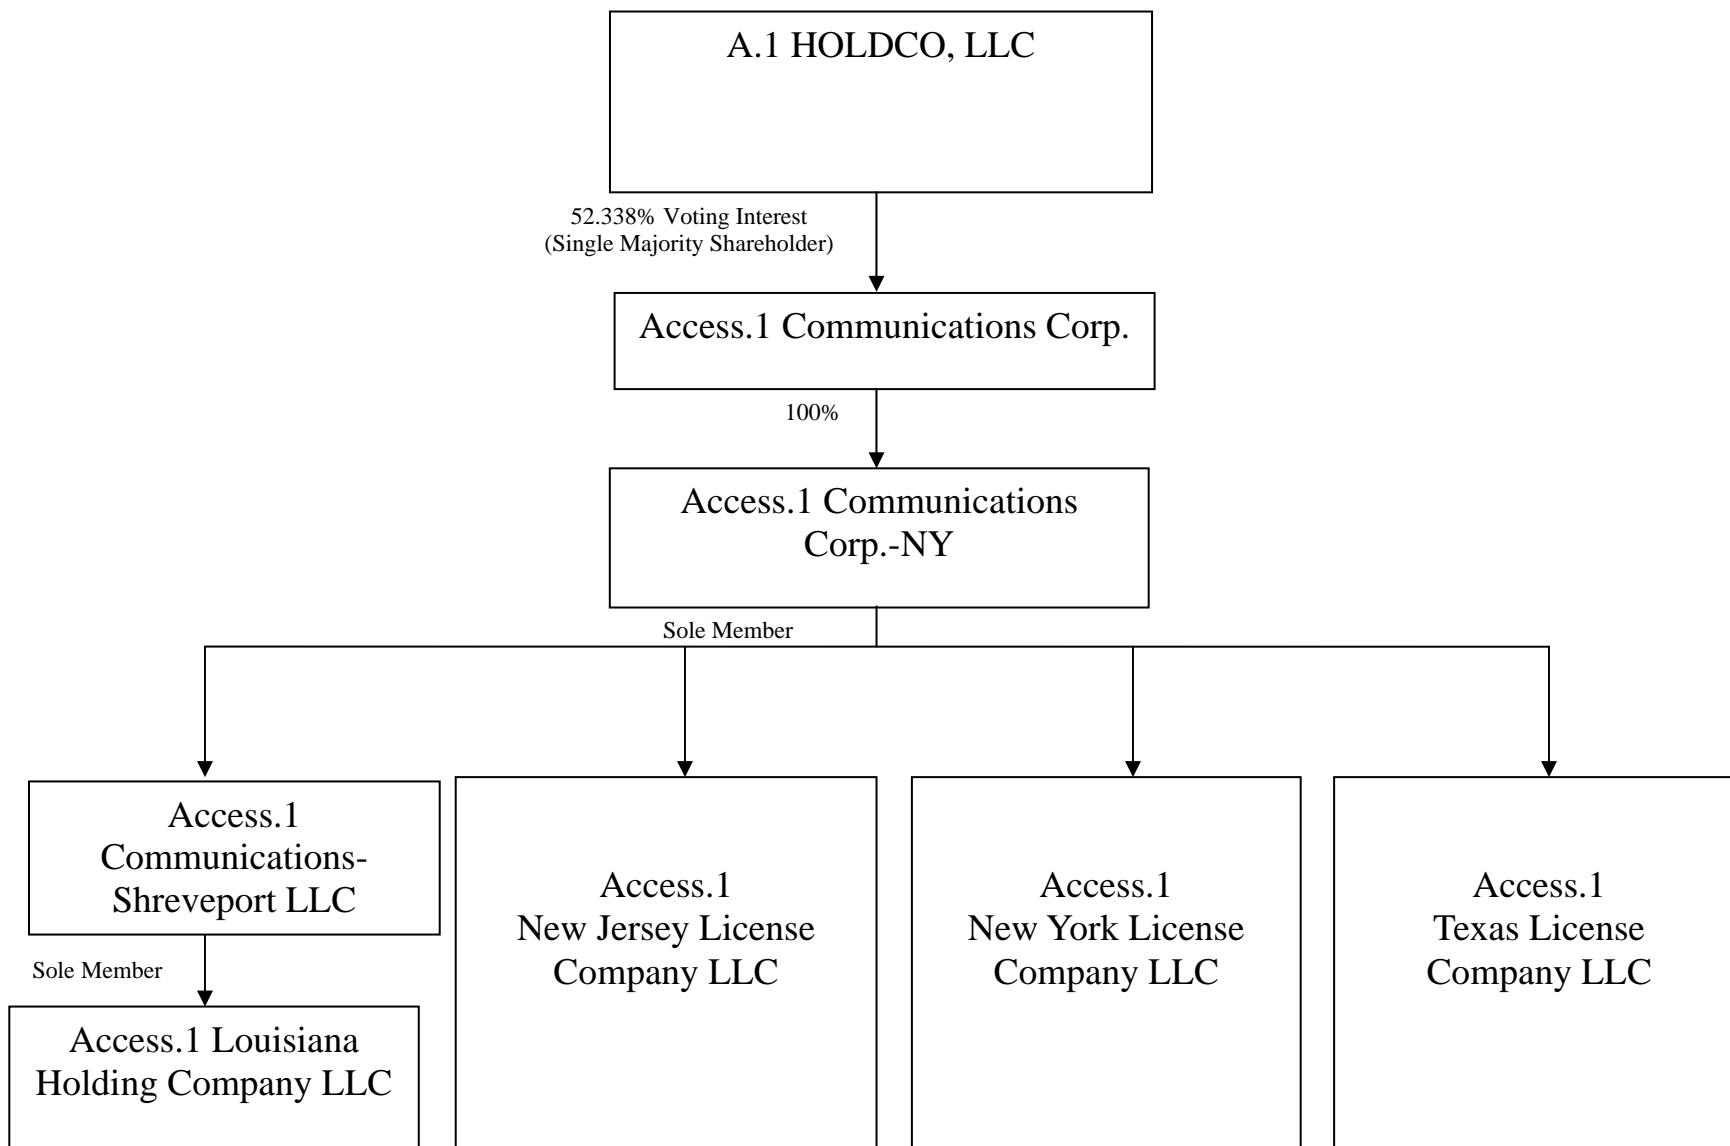 A.1 HOLDCO, LLC
52.338% Voting Interest
(Single Majority Shareholder)
Access.1 Communications Corp.
100%
Access.1 Communications
Corp.-NY
Sole Member
Access.1
Communications-
Shreveport LLC
Sole Member
Access.1 Louisiana
Holding Company LLC
Access.1
New Jersey License
Company LLC
Access.1
New York License
Company LLC
Access.1
Texas License
Company LLC